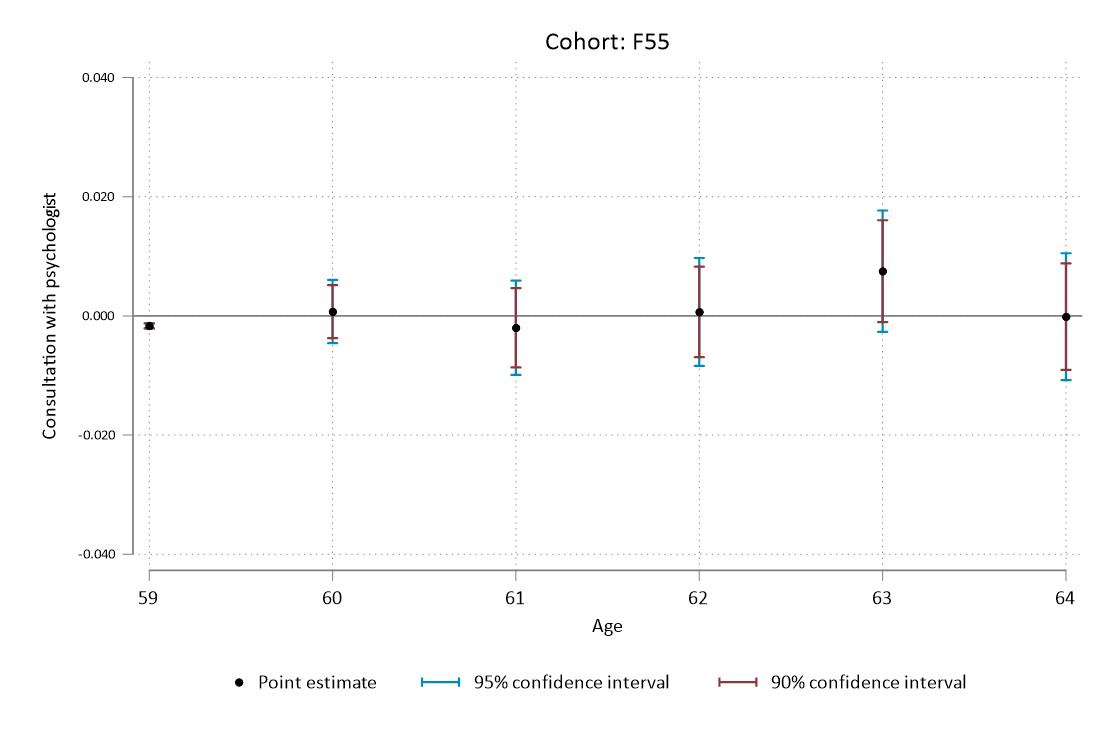 Cohort: F55
Consultation with psychologist
0.040
0.020
0.000
-0.020
-0.040
59 60 61 62 63 64
Age
Point estimate 95% confidence interval 90% confidence interval